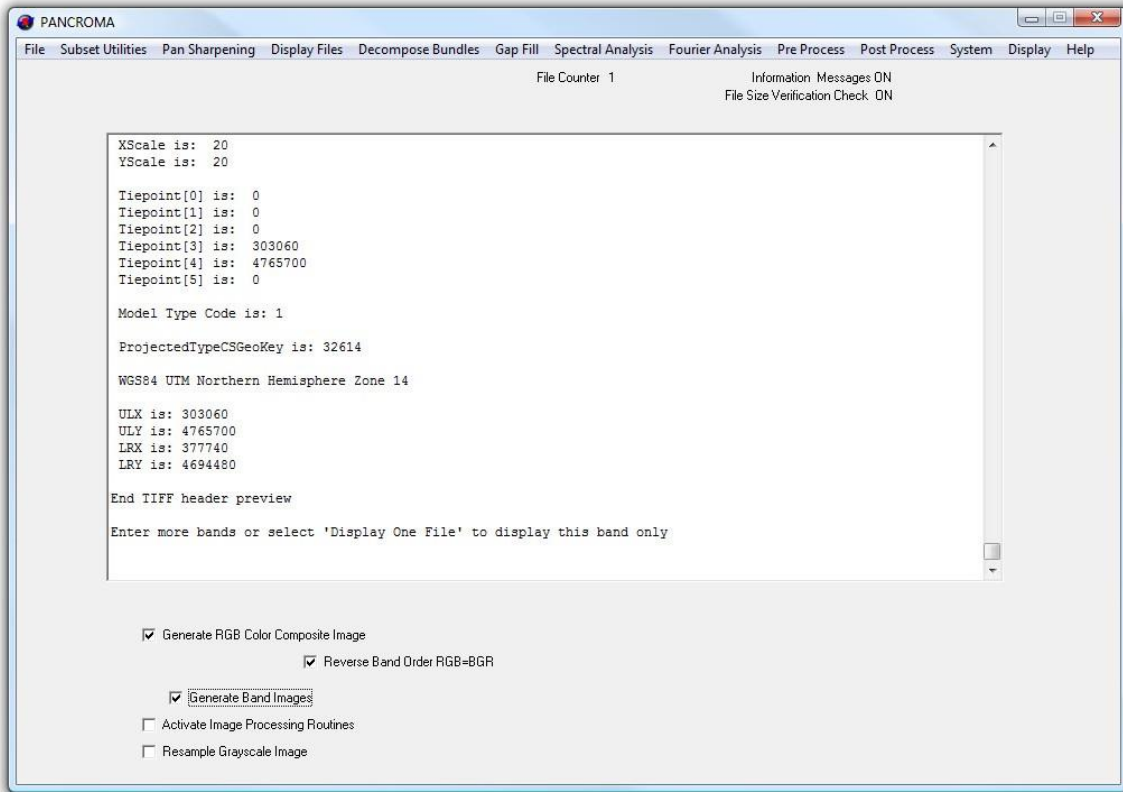 PANCROMA
File Subset Utilities Pan Sharpening Display Files Decompose Bundles Gap Fill Spectral Analysis Fourier Analysis Pre Process Post Process System Display Help
File Counter 1 Information Messages ON
File Size Verification Check ON
XScale is: 20
YScale is: 20
Tiepoint[0] is: 0
Tiepoint[1] is: 0
Tiepoint[2] is: 0
Tiepoint[3] is: 303060
Tiepoint[4] is: 4765700
Tiepoint[5] is: 0
Model Type Code is: 1
ProjectedTypeCSGeoKey is: 32614
WGS84 UTM Northern Hemisphere Zone 14
ULX is: 303060
ULY is: 4765700
LRX is: 377740
LRY is: 4694480
End TIFF header preview
Enter more bands or select 'Display One File' to display this band only
Generate RGB Color Composite Image
Reverse Band Order RGB=BGR
Generate Band Images
Activate Image Processing Routines
Resample Grayscale Image